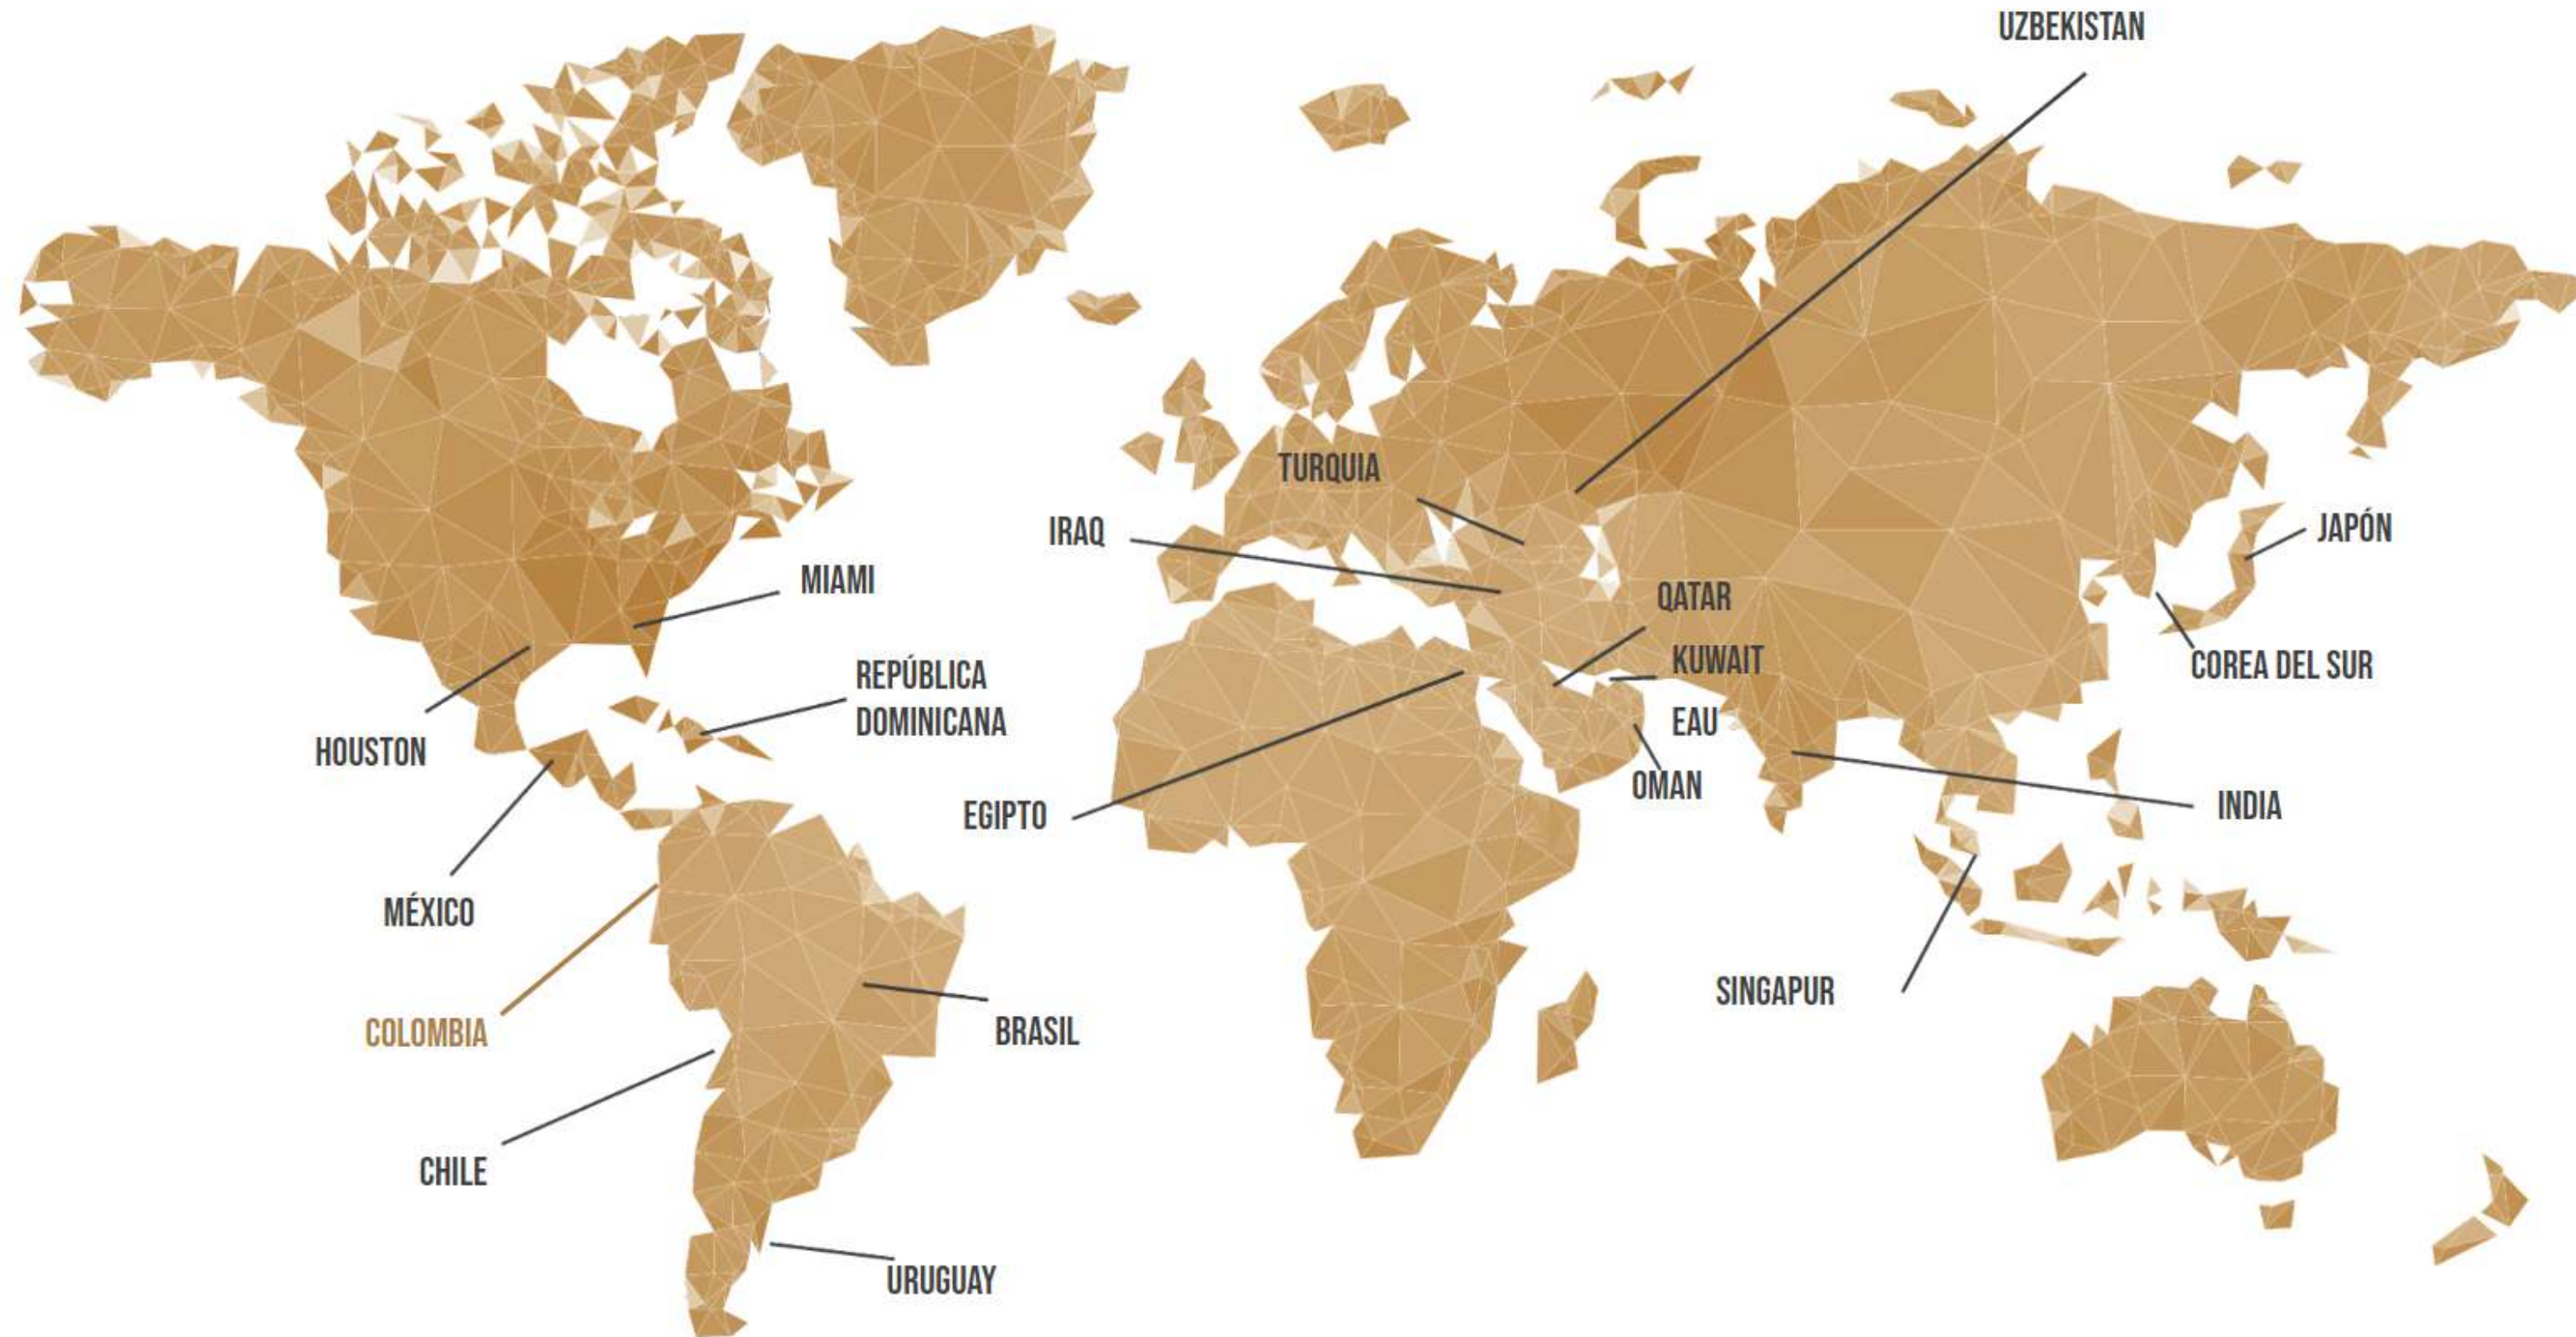 UZBEKISTAN
TURQUIA
IRAQ
JAPÓN
MIAMI
QATAR
REPÚBLICA
DOMINICANA
KUWAIT
COREA DEL SUR
HOUSTON
EAU
OMAN
EGIPTO
INDIA
MÉXICO
SINGAPUR
COLOMBIA
BRASIL
CHILE
URUGUAY